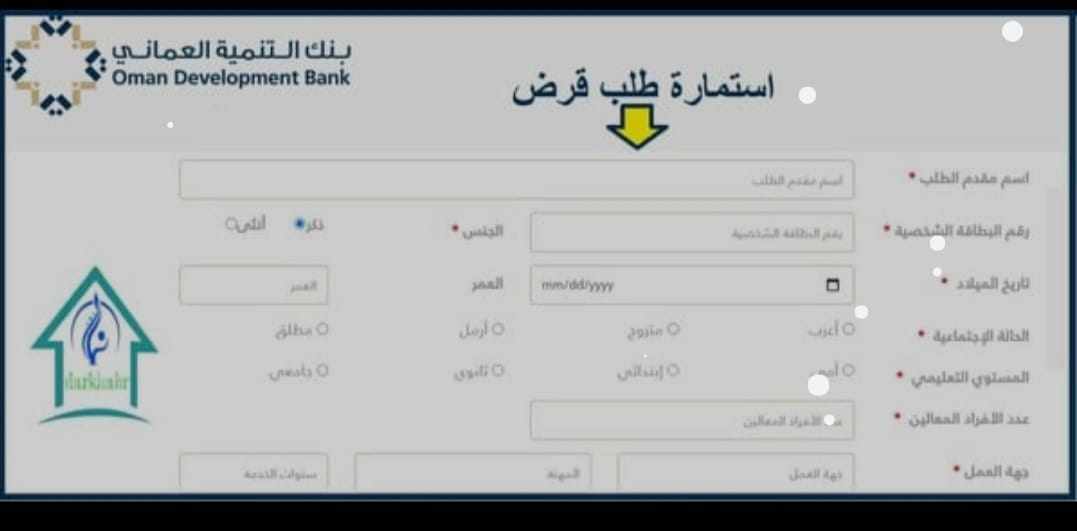 بنك التنمية العماني
Oman Development Bank
استمارة طلب قرض
اسم مقدم الطلب *
اسم مقدم الطلب
رقم البطاقة الشخصية *
رقم البطاقة الشخصية
الجنس *
ذكر
أنثى
تاريخ الميلاد *
mm/dd/yyyy
العمر
العمر
الحالة الإجتماعية *
أعزب
متزوج
أرمل
مطلق
المستوي التعليمي *
أمي
إبتدائي
ثانوي
جامعي
عدد الأفراد المعالين *
عدد الأفراد المعالين
جهة العمل *
جهة العمل
المهنة
سنوات الخدمة